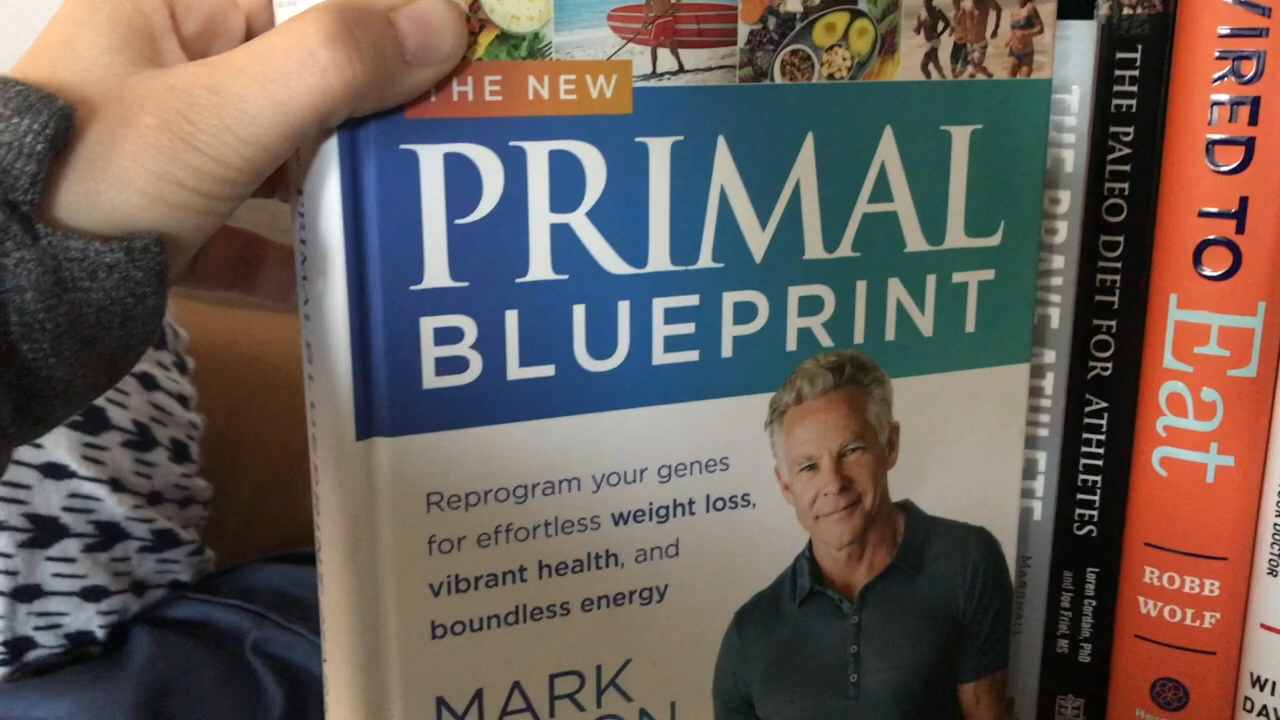 THE NEW
PRIMAL
BLUEPRINT
Reprogram your genes
for effortless weight loss,
vibrant health, and
boundless energy
MARK
THE PALEO DIET FOR ATHLETES
Loren Cordain, PhD
and Joe Friel, MS
WIRED TO
Eat
ROBB
WOLF